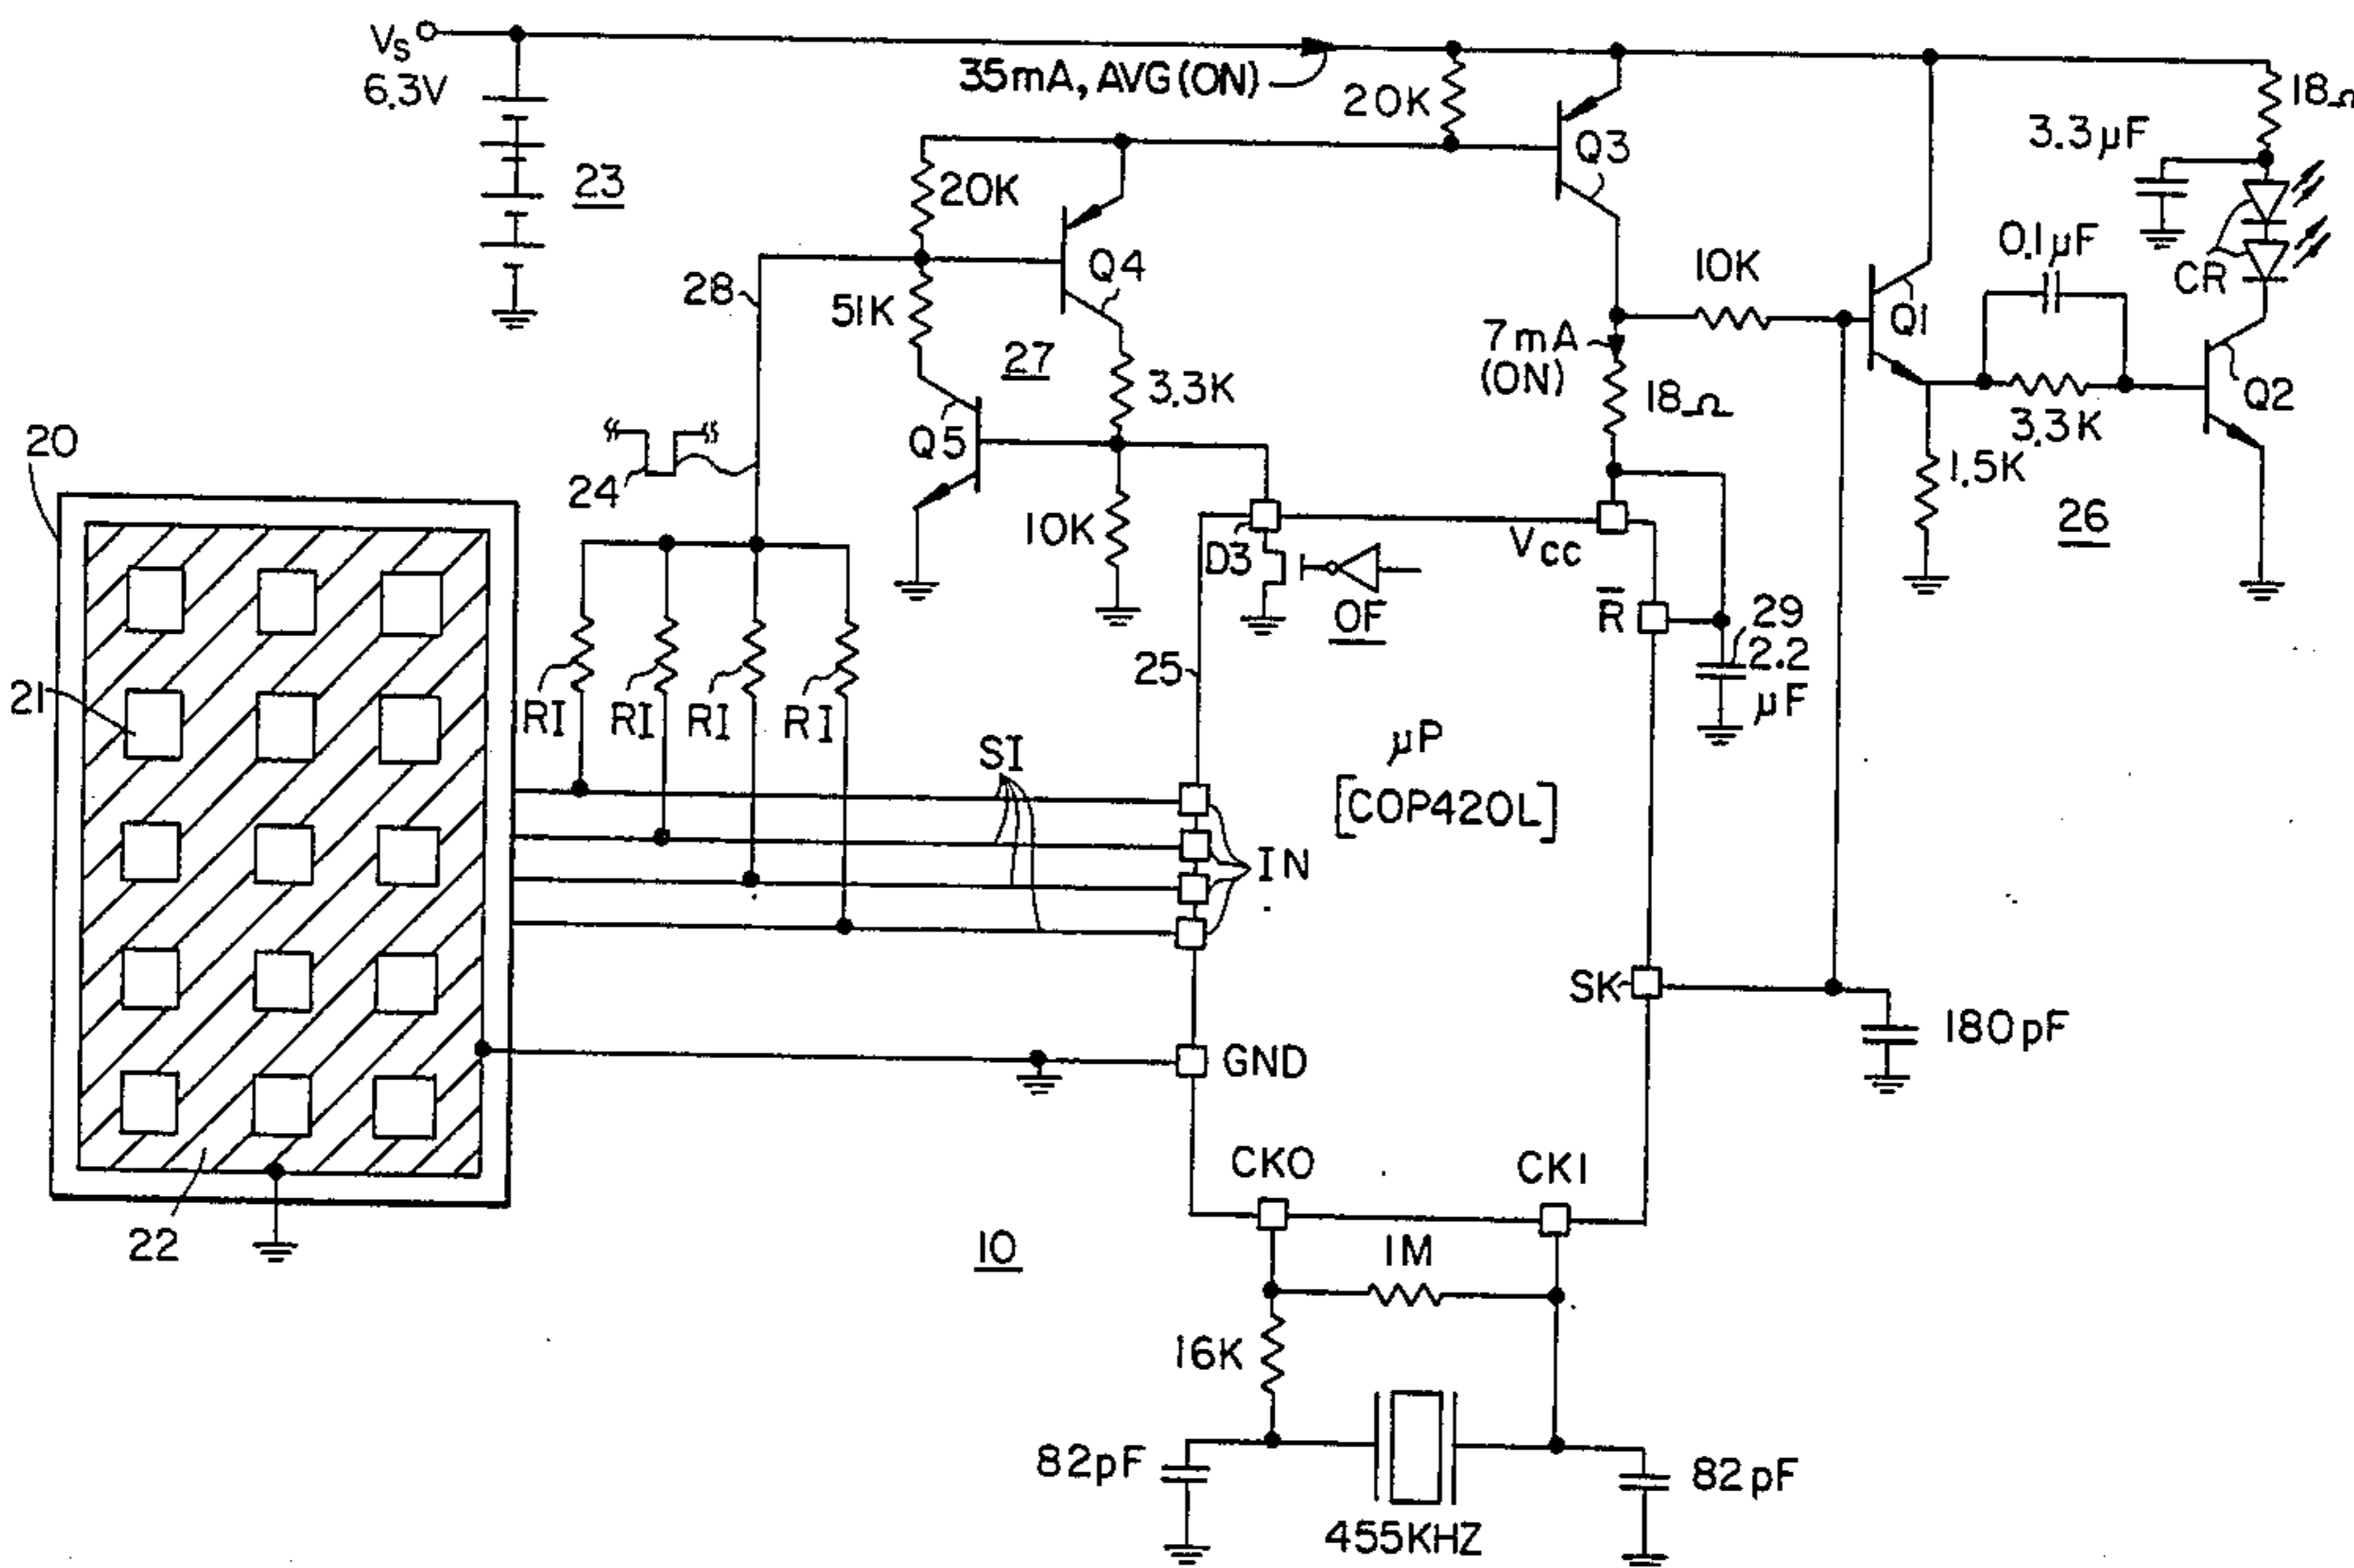 VS
6.3V
35mA, AVG (ON)
20K
18Ω
3.3µF
Q3
23
20K
0.1µF
Q4
10K
CR
28
51K
Q1
7mA
(ON)
27
3.3K
18Ω
Q2
20
Q5
3.3K
24
1.5K
10K
26
D3
VCC
OF
R̅
29
2.2
µF
25
21
RI
RI
RI
RI
SI
µP
[COP420L]
IN
SK
180pF
GND
CKO
CKI
22
10
1M
16K
82pF
82pF
455KHZ